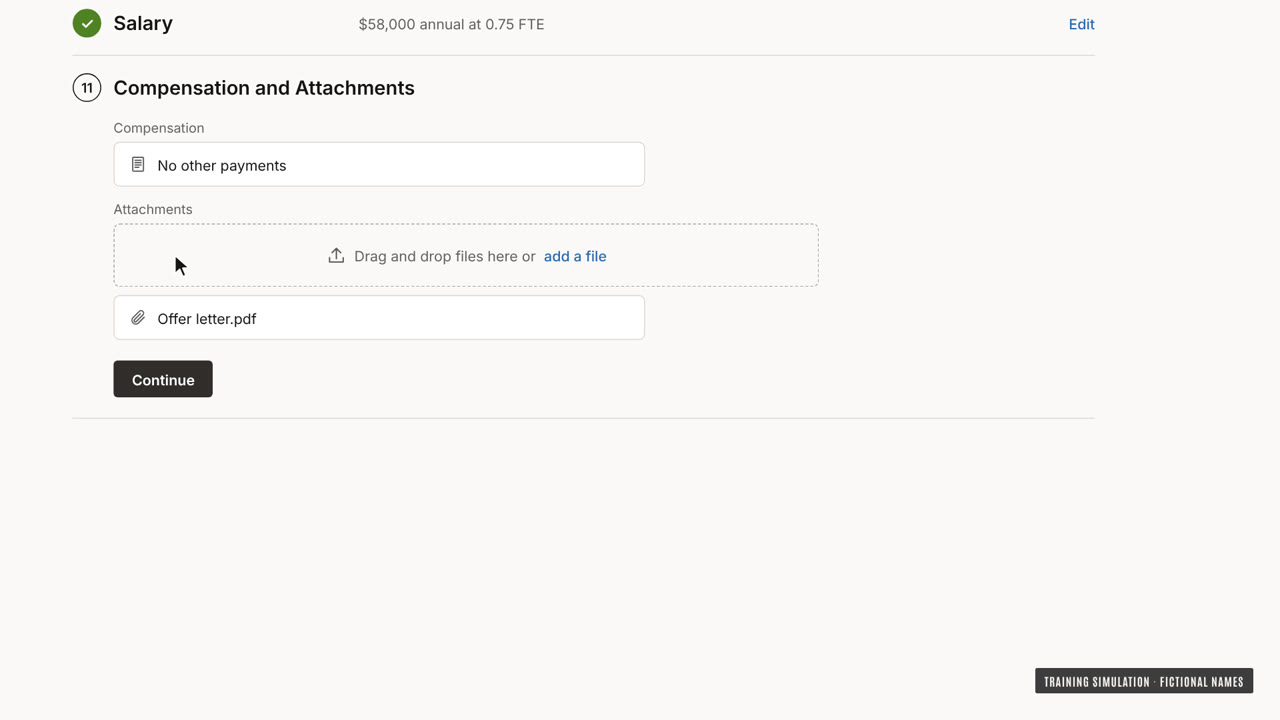 Salary
$58,000 annual at 0.75 FTE
Edit
11
Compensation and Attachments
Compensation
No other payments
Attachments
Drag and drop files here or add a file
Offer letter.pdf
Continue
TRAINING SIMULATION · FICTIONAL NAMES